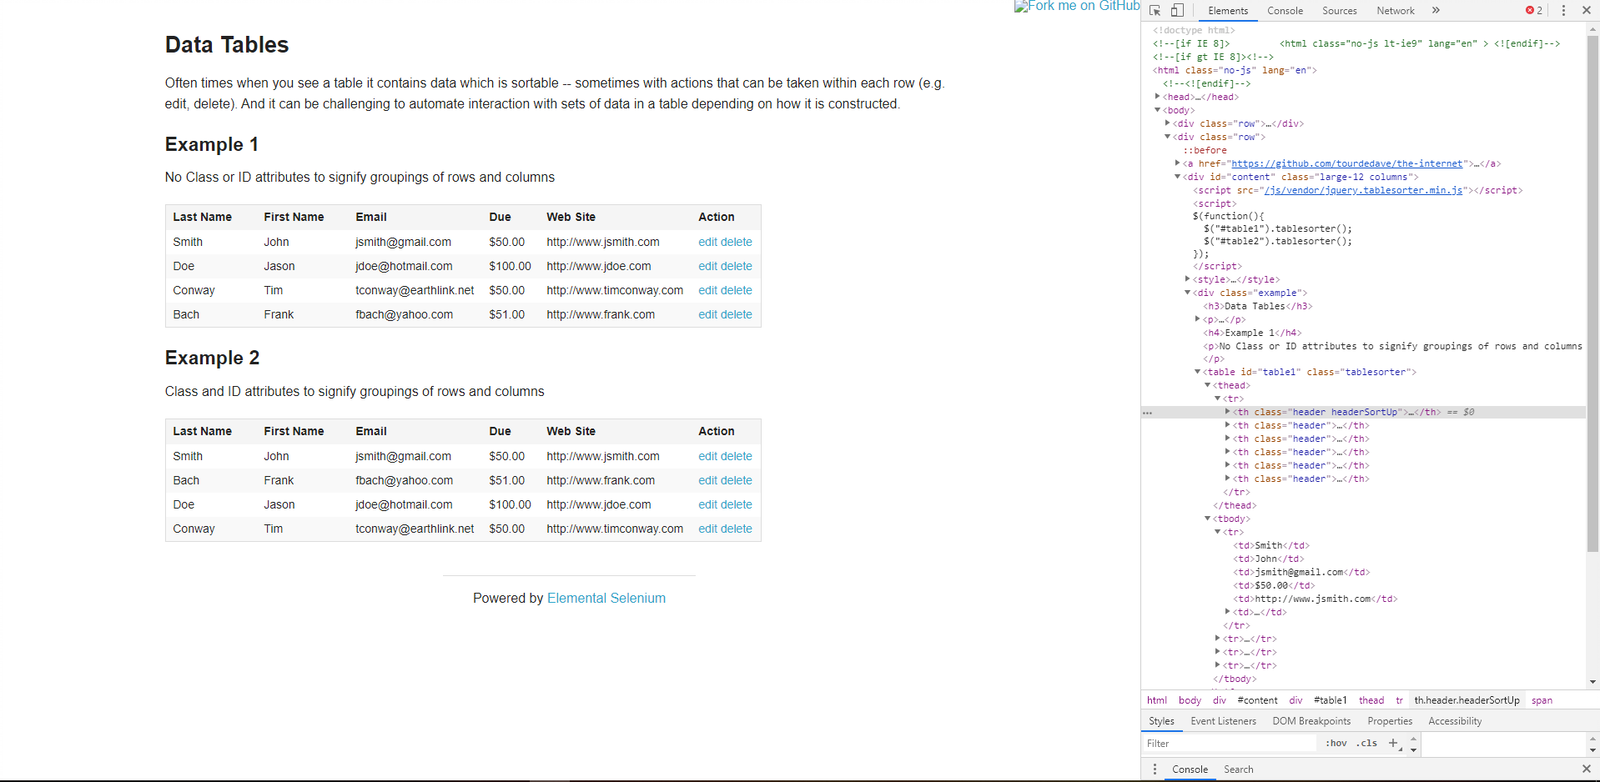 Fork me on GitHub
Data Tables
Often times when you see a table it contains data which is sortable -- sometimes with actions that can be taken within each row (e.g.
edit, delete). And it can be challenging to automate interaction with sets of data in a table depending on how it is constructed.
Example 1
No Class or ID attributes to signify groupings of rows and columns
Last Name First Name Email Due Web Site Action
Smith John jsmith@gmail.com $50.00 http://www.jsmith.com edit delete
Doe Jason jdoe@hotmail.com $100.00 http://www.jdoe.com edit delete
Conway Tim tconway@earthlink.net $50.00 http://www.timconway.com edit delete
Bach Frank fbach@yahoo.com $51.00 http://www.frank.com edit delete
Example 2
Class and ID attributes to signify groupings of rows and columns
Last Name First Name Email Due Web Site Action
Smith John jsmith@gmail.com $50.00 http://www.jsmith.com edit delete
Bach Frank fbach@yahoo.com $51.00 http://www.frank.com edit delete
Doe Jason jdoe@hotmail.com $100.00 http://www.jdoe.com edit delete
Conway Tim tconway@earthlink.net $50.00 http://www.timconway.com edit delete
Powered by Elemental Selenium
Elements Console Sources Network » 2
<!doctype html>
<!--[if IE 8]> <html class="no-js lt-ie9" lang="en" > <![endif]-->
<!--[if gt IE 8]><!-->
<html class="no-js" lang="en">
<!--<![endif]-->
<head>…</head>
<body>
<div class="row">…</div>
<div class="row">
::before
<a href="https://github.com/tourdedave/the-internet">…</a>
<div id="content" class="large-12 columns">
<script src="/js/vendor/jquery.tablesorter.min.js"></script>
<script>
$(function(){
$("#table1").tablesorter();
$("#table2").tablesorter();
});
</script>
<style>…</style>
<div class="example">
<h3>Data Tables</h3>
<p>…</p>
<h4>Example 1</h4>
<p>No Class or ID attributes to signify groupings of rows and columns
</p>
<table id="table1" class="tablesorter">
<thead>
<tr>
… <th class="header headerSortUp">…</th> == $0
<th class="header">…</th>
<th class="header">…</th>
<th class="header">…</th>
<th class="header">…</th>
<th class="header">…</th>
</tr>
</thead>
<tbody>
<tr>
<td>Smith</td>
<td>John</td>
<td>jsmith@gmail.com</td>
<td>$50.00</td>
<td>http://www.jsmith.com</td>
<td>…</td>
</tr>
<tr>…</tr>
<tr>…</tr>
<tr>…</tr>
</tbody>
html body div #content div #table1 thead tr th.header.headerSortUp span
Styles Event Listeners DOM Breakpoints Properties Accessibility
Filter :hov .cls +
Console Search